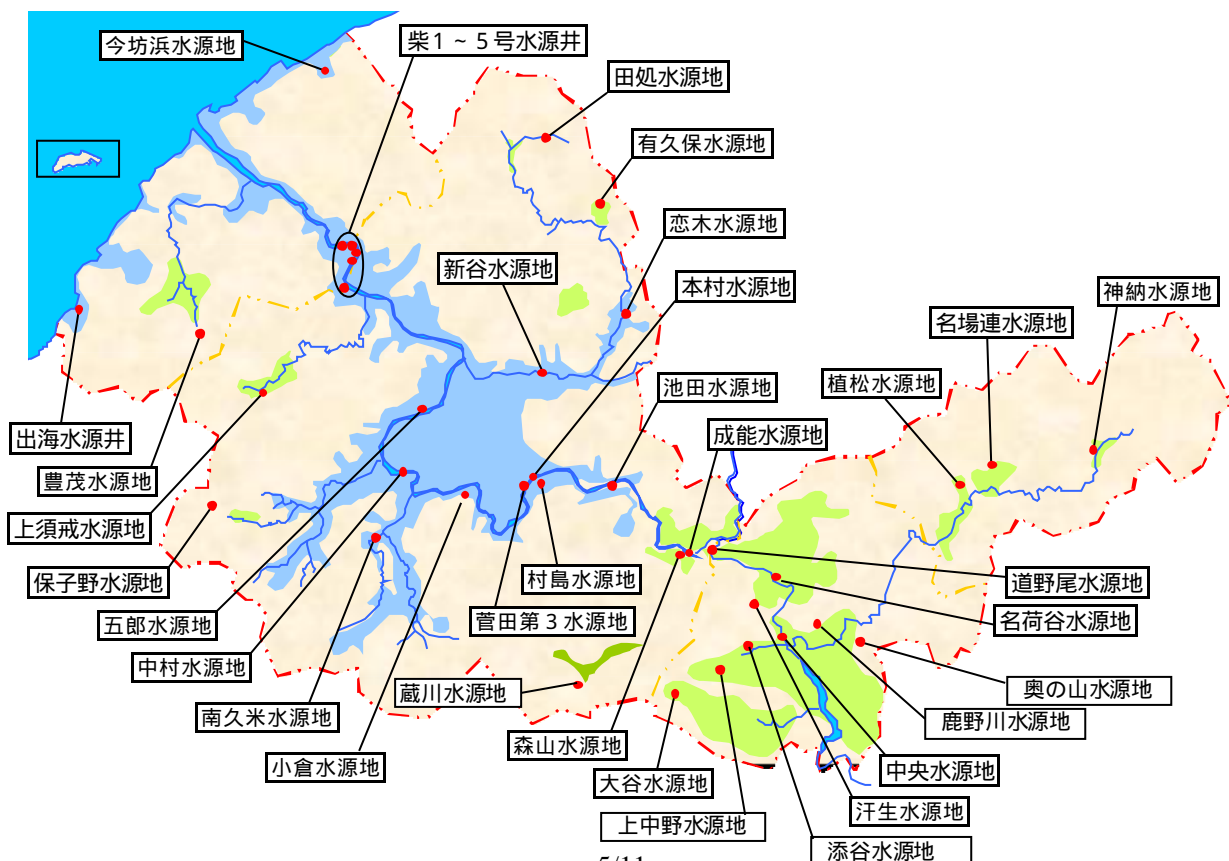 柴1~5号水源井
今坊浜水源地
田処水源地
有久保水源地
恋木水源地
新谷水源地
本村水源地
神納水源地
名場連水源地
植松水源地
池田水源地
成能水源地
出海水源井
豊茂水源地
上須戒水源地
保子野水源地
村島水源地
道野尾水源地
五郎水源地
菅田第3水源地
名荷谷水源地
中村水源地
蔵川水源地
奥の山水源地
南久米水源地
鹿野川水源地
森山水源地
小倉水源地
中央水源地
大谷水源地
汗生水源地
上中野水源地
添谷水源地
5/11